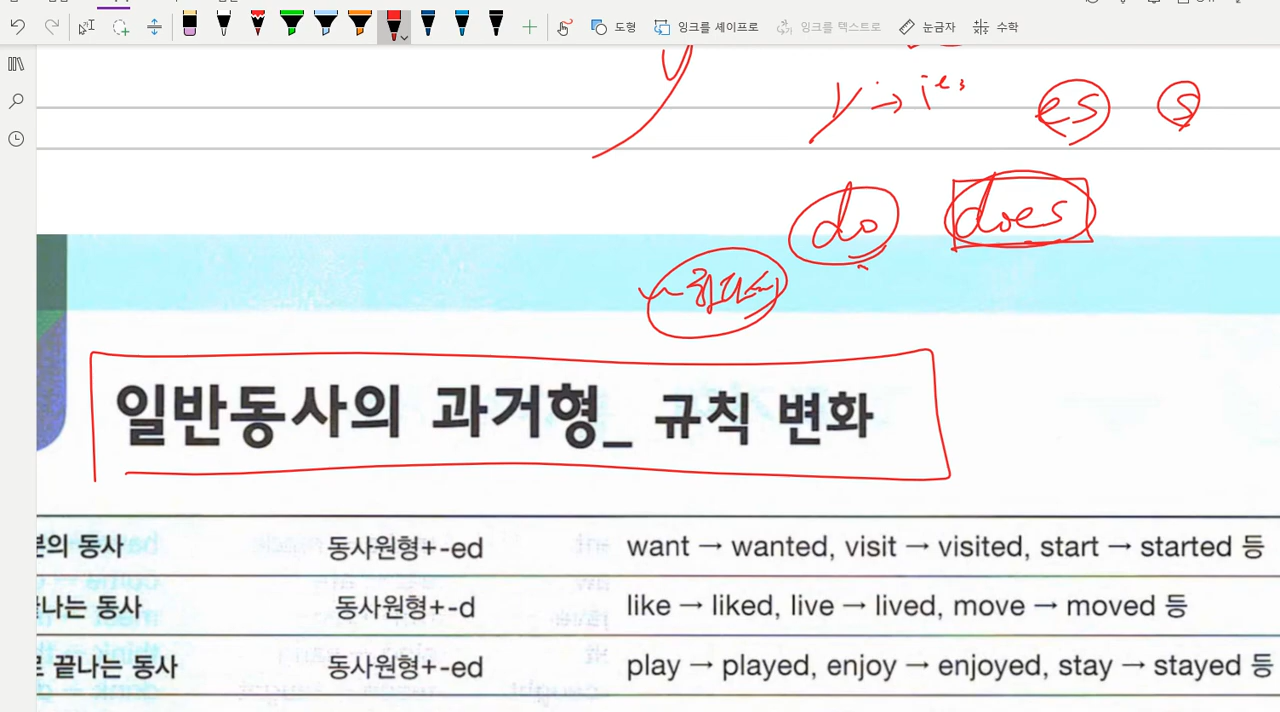 도형 잉크를 셰이프로 잉크를 텍스트로 눈금자 수학
y
y → ies es s
do does
일반동사의 과거형_ 규칙 변화
의 동사 동사원형+-ed want → wanted, visit → visited, start → started 등
나는 동사 동사원형+-d like → liked, live → lived, move → moved 등
로 끝나는 동사 동사원형+-ed play → played, enjoy → enjoyed, stay → stayed 등